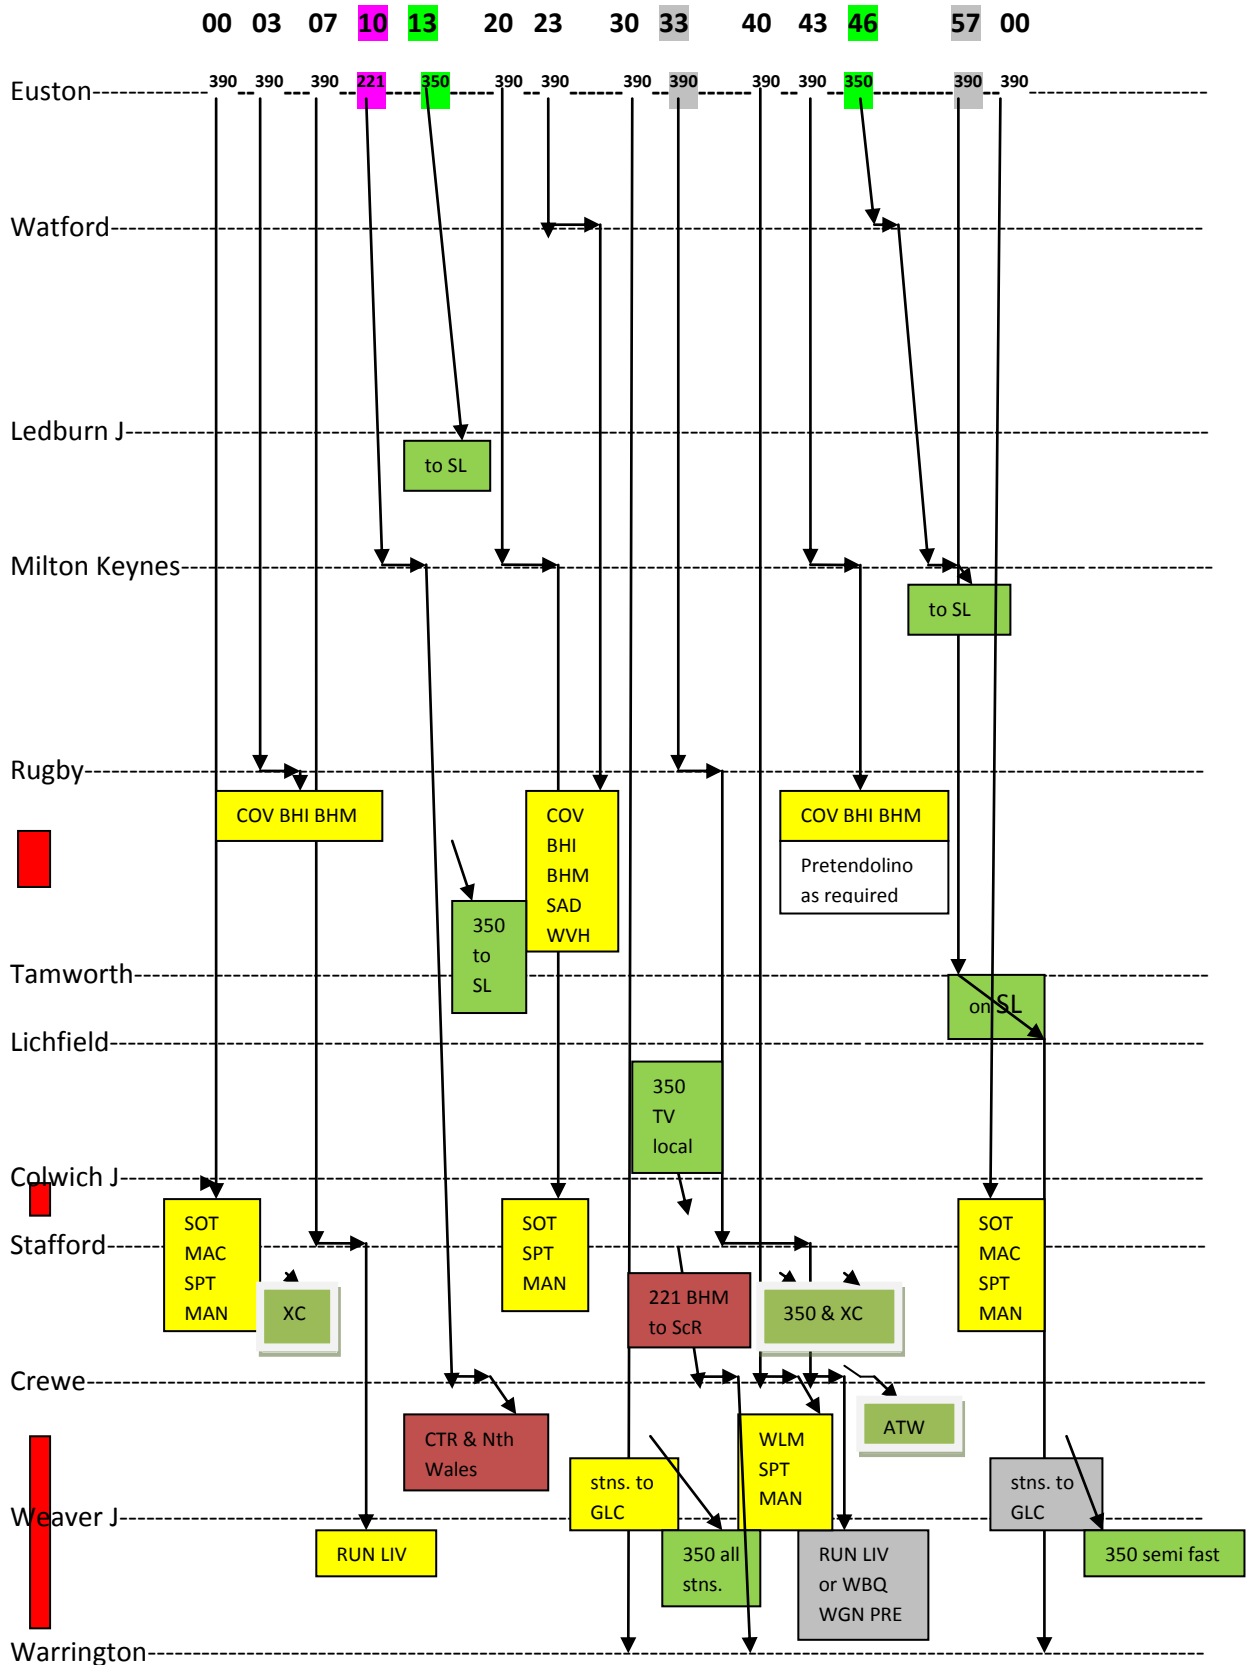 00 03 07 10 13 20 23 30 33 40 43 46 57 00
390 390 390 221 350 390 390 390 390 390 390 350 390 390
Euston
Watford
Ledburn J
to SL
Milton Keynes
to SL
Rugby
COV BHI BHM
COV
BHI
BHM
SAD
WVH
COV BHI BHM
Pretendolino
as required
350
to
SL
Tamworth
on SL
Lichfield
350
TV
local
Colwich J
SOT
MAC
SPT
MAN
SOT
SPT
MAN
SOT
MAC
SPT
MAN
Stafford
XC
221 BHM
to ScR
350 & XC
Crewe
CTR & Nth
Wales
WLM
SPT
MAN
ATW
stns. to
GLC
stns. to
GLC
Weaver J
RUN LIV
350 all
stns.
RUN LIV
or WBQ
WGN PRE
350 semi fast
Warrington